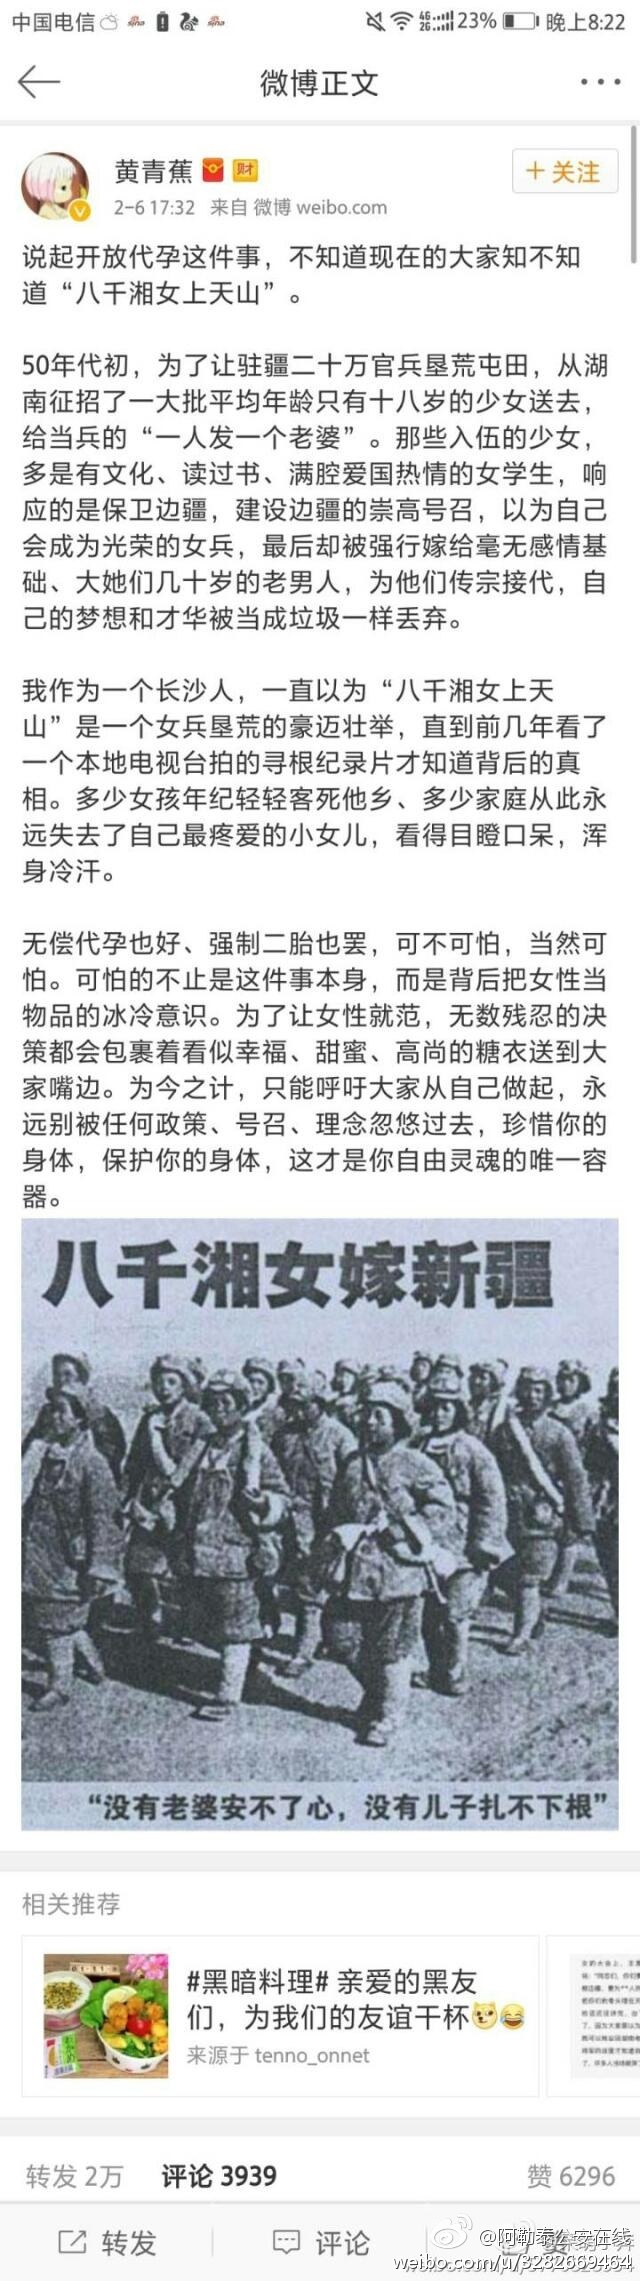 中国电信 4G 2G 23% 晚上8:22
微博正文
黄青蕉 财
+关注
2-6 17:32 来自 微博 weibo.com
说起开放代孕这件事，不知道现在的大家知不知
道“八千湘女上天山”。
50年代初，为了让驻疆二十万官兵垦荒屯田，从湖
南征招了一大批平均年龄只有十八岁的少女送去，
给当兵的“一人发一个老婆”。那些入伍的少女，
多是有文化、读过书、满腔爱国热情的女学生，响
应的是保卫边疆，建设边疆的崇高号召，以为自己
会成为光荣的女兵，最后却被强行嫁给毫无感情基
础、大她们几十岁的老男人，为他们传宗接代，自
己的梦想和才华被当成垃圾一样丢弃。
我作为一个长沙人，一直以为“八千湘女上天
山”是一个女兵垦荒的豪迈壮举，直到前几年看了
一个本地电视台拍的寻根纪录片才知道背后的真
相。多少女孩年纪轻轻客死他乡、多少家庭从此永
远失去了自己最疼爱的小女儿，看得目瞪口呆，浑
身冷汗。
无偿代孕也好、强制二胎也罢，可不可怕，当然可
怕。可怕的不止是这件事本身，而是背后把女性当
物品的冰冷意识。为了让女性就范，无数残忍的决
策都会包裹着看似幸福、甜蜜、高尚的糖衣送到大
家嘴边。为今之计，只能呼吁大家从自己做起，永
远别被任何政策、号召、理念忽悠过去，珍惜你的
身体，保护你的身体，这才是你自由灵魂的唯一容
器。
八千湘女嫁新疆
“没有老婆安不了心，没有儿子扎不下根”
相关推荐
#黑暗料理# 亲爱的黑友
们，为我们的友谊干杯
来源于 tenno_onnet
转发 2万 评论 3939 赞 6296
转发 评论
@阿勒泰公安在线
weibo.com/u/3282669464